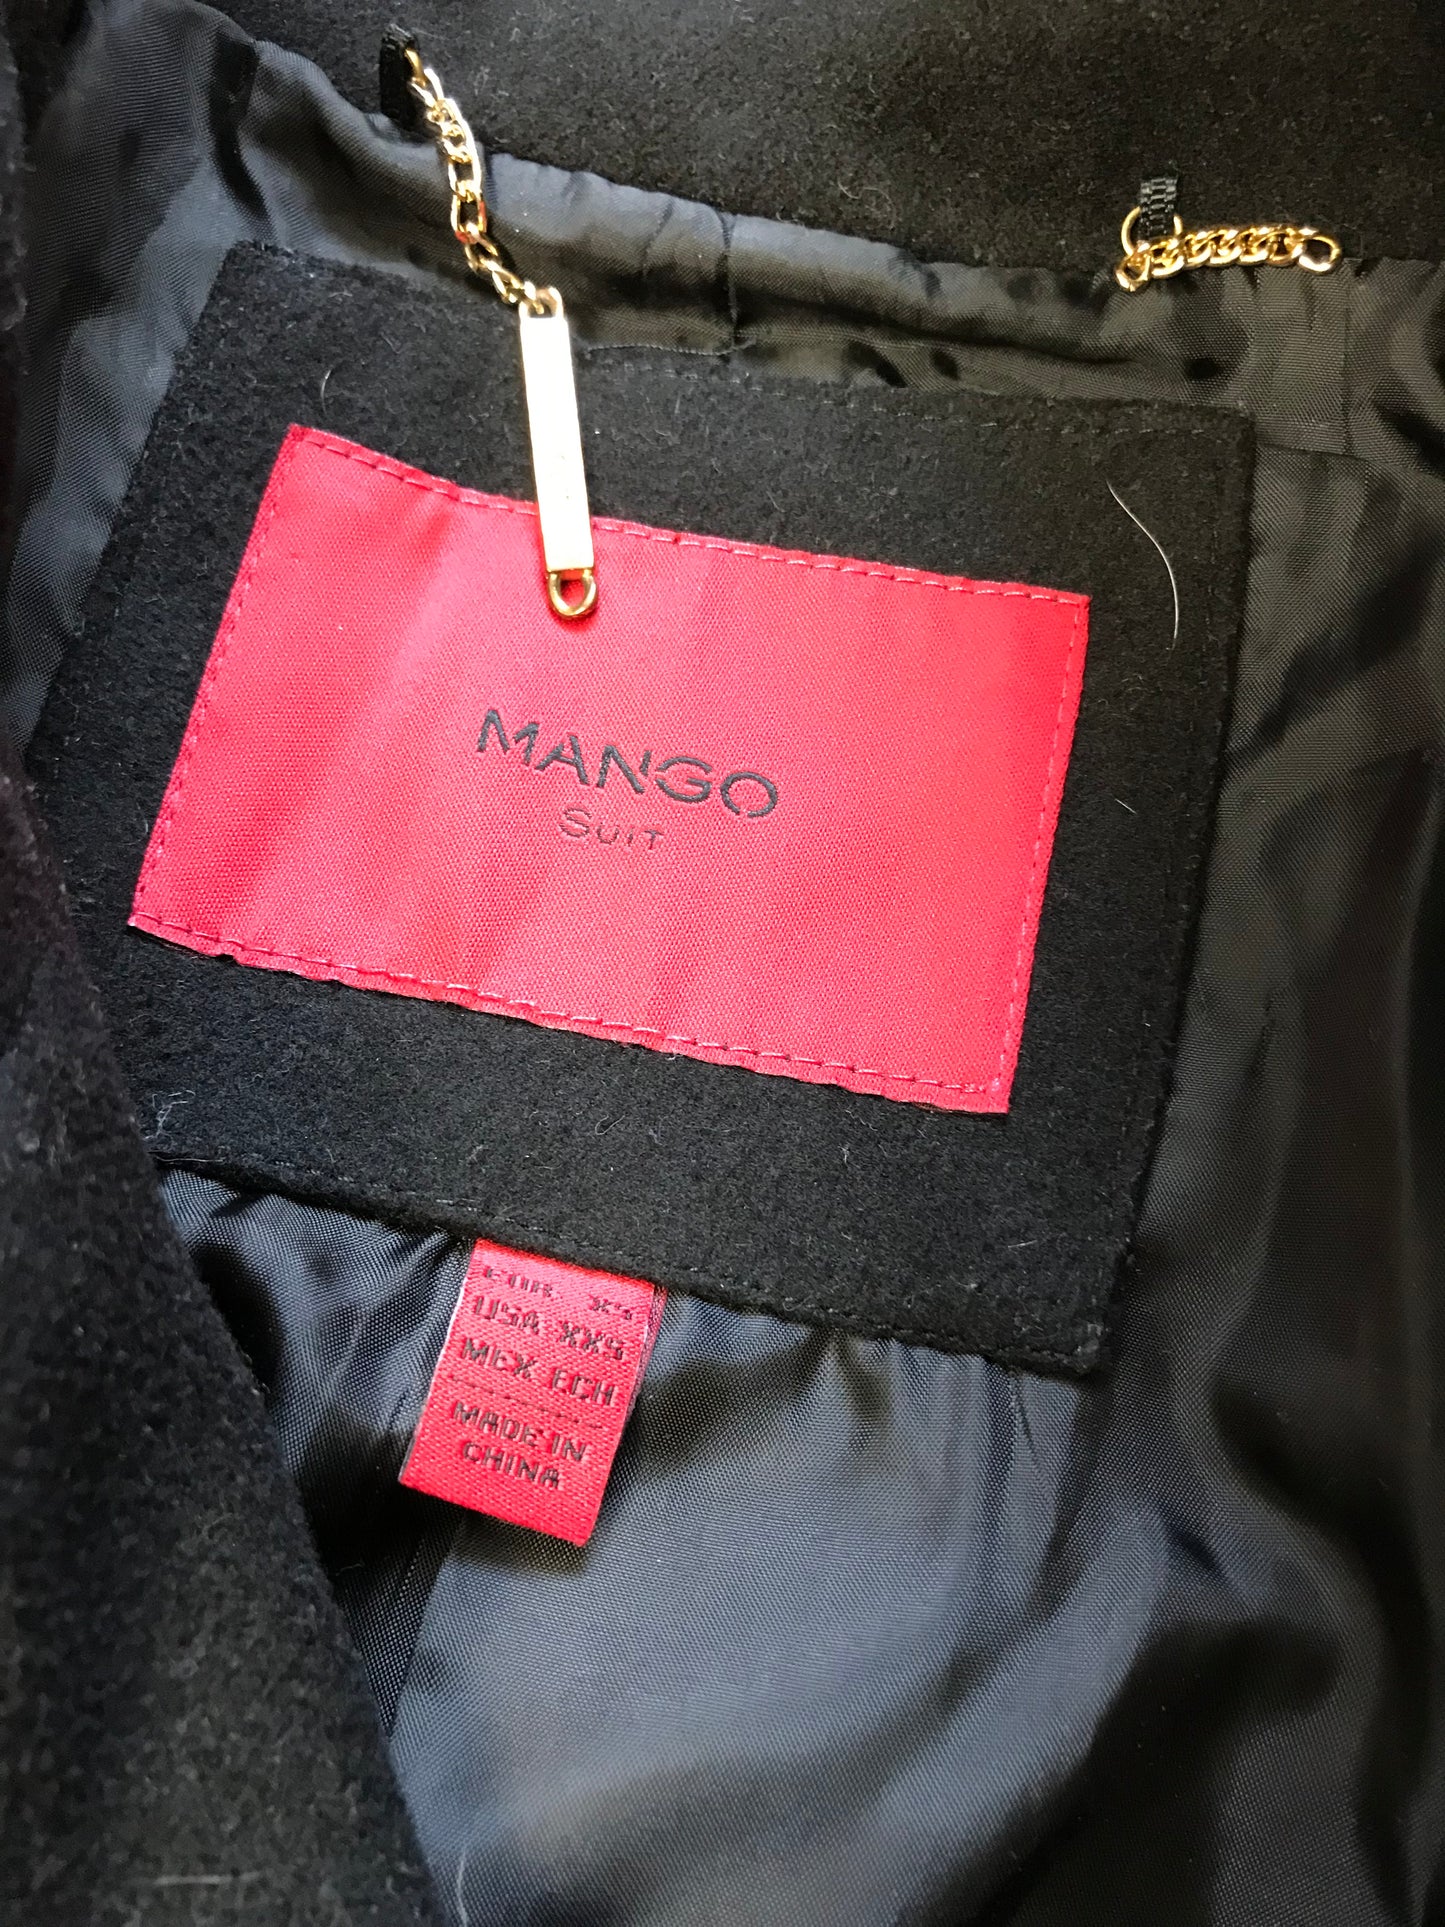 MANGO
SUiT
EUR XS
USA XXS
MEX ECH
MADE IN
CHINA